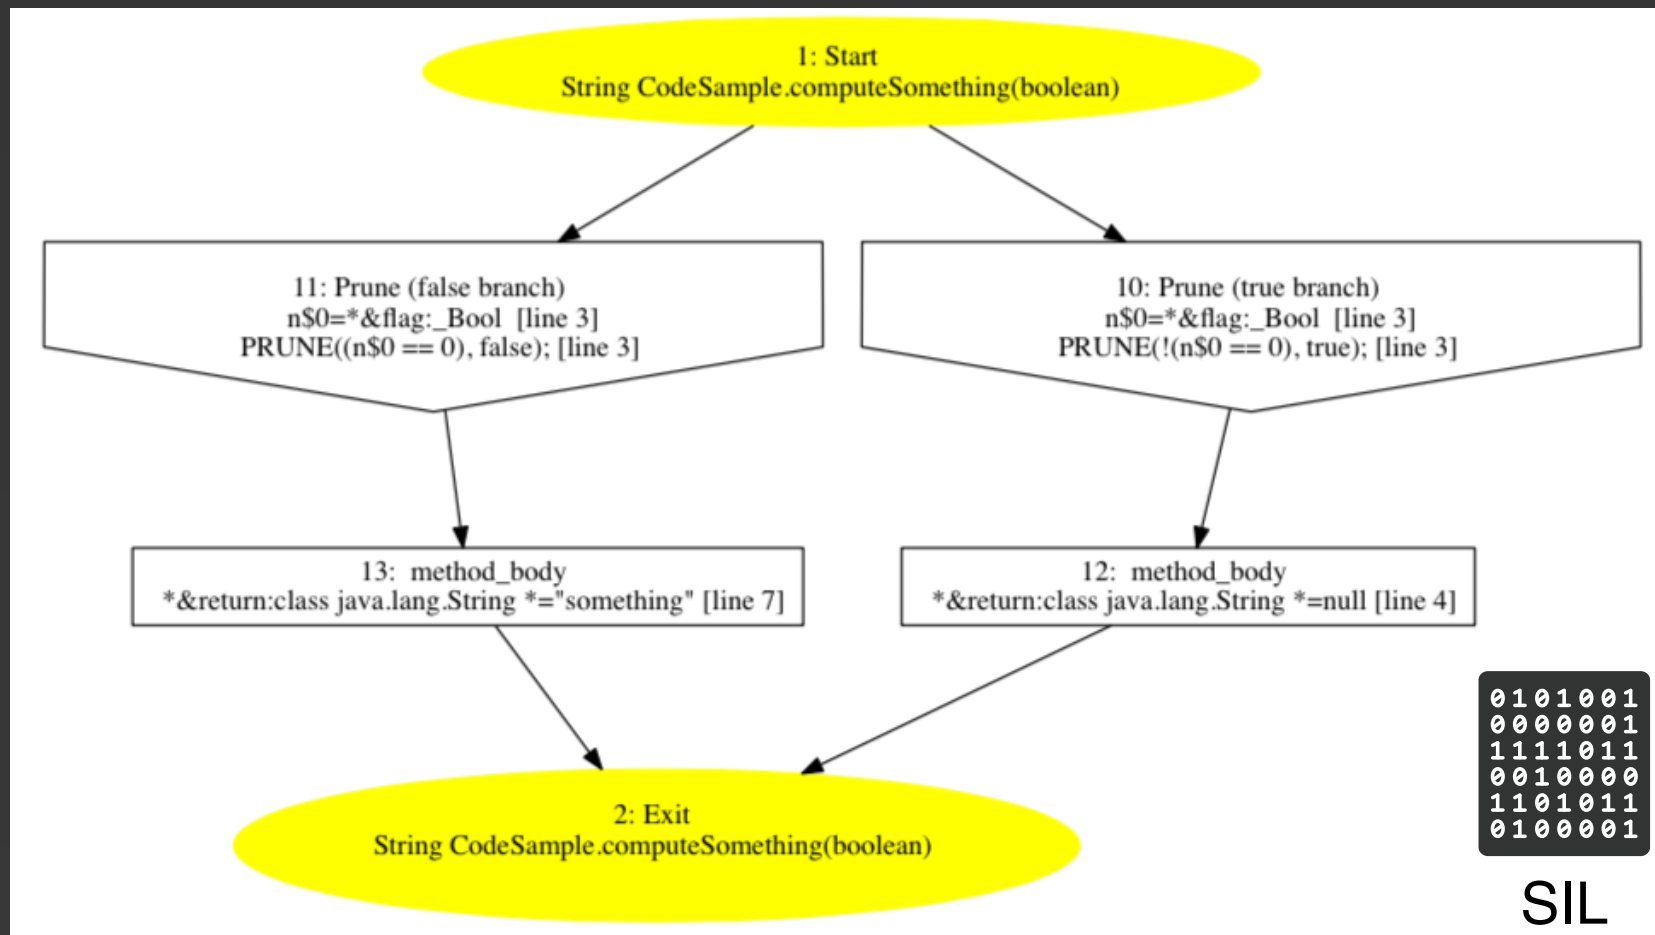 1: Start
String CodeSample.computeSomething(boolean)
11: Prune (false branch)
n$0=*&flag:_Bool [line 3]
PRUNE((n$0 == 0), false); [line 3]
10: Prune (true branch)
n$0=*&flag:_Bool [line 3]
PRUNE(!(n$0 == 0), true); [line 3]
13: method_body
*&return:class java.lang.String *="something" [line 7]
12: method_body
*&return:class java.lang.String *=null [line 4]
2: Exit
String CodeSample.computeSomething(boolean)
0101001
0000001
1111011
0010000
1101011
0100001
SIL